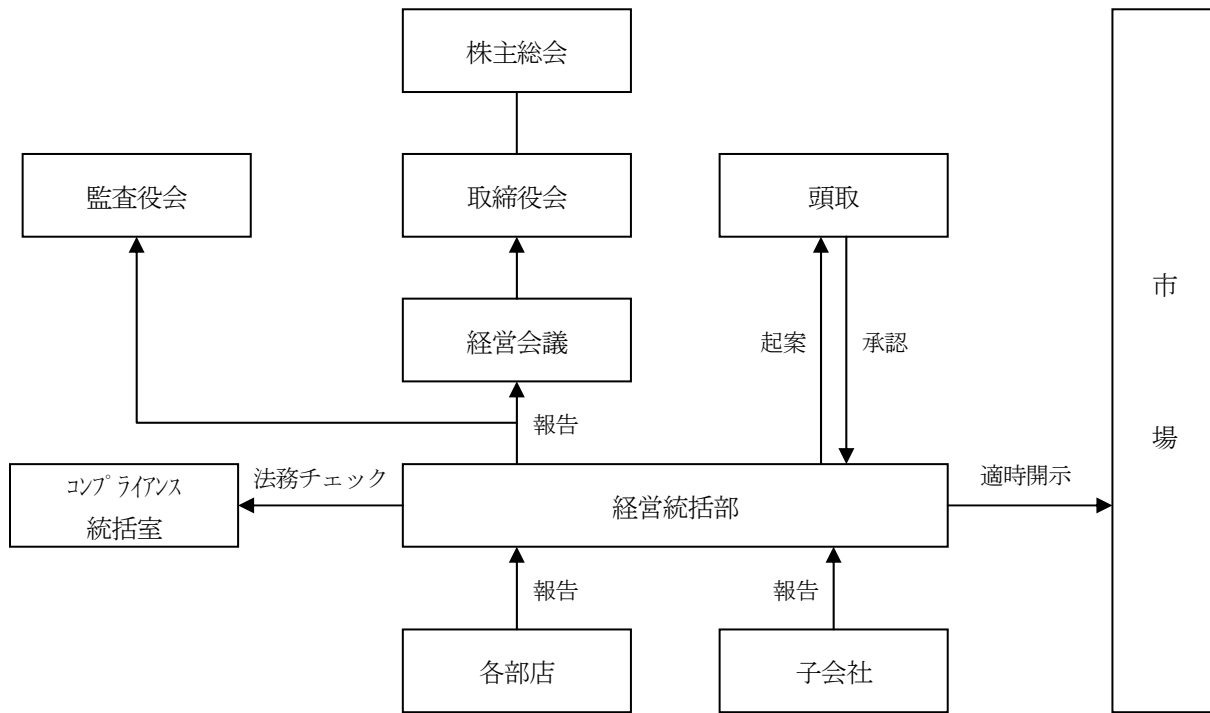 株主総会
監査役会
取締役会
頭取
市場
経営会議
起案
承認
報告
コンプライアンス
統括室
法務チェック
経営統括部
適時開示
報告
報告
各部店
子会社